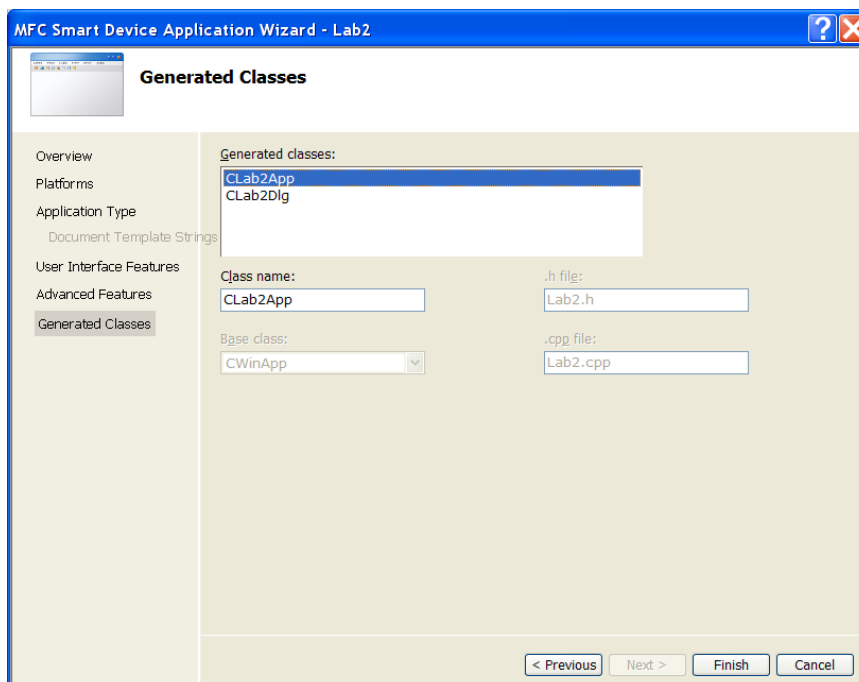 MFC Smart Device Application Wizard - Lab2
Generated Classes
Overview
Platforms
Application Type
Document Template Strings
User Interface Features
Advanced Features
Generated Classes
Generated classes:
CLab2App
CLab2Dlg
Class name:
.h file:
CLab2App
Lab2.h
Base class:
.cpp file:
CWinApp
Lab2.cpp
< Previous
Next >
Finish
Cancel